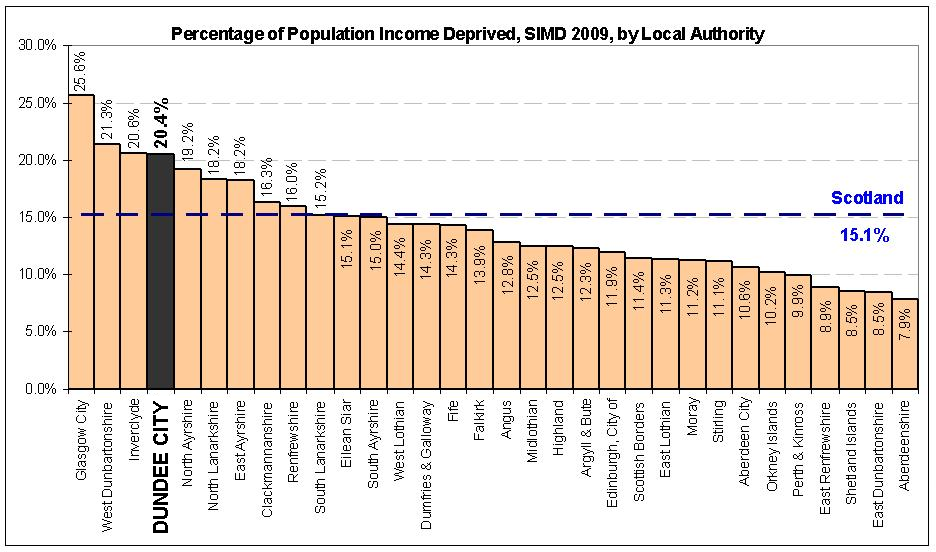 Percentage of Population Income Deprived, SIMD 2009, by Local Authority
30.0%
25.0%
20.0%
15.0%
10.0%
5.0%
0.0%
25.6%
21.3%
20.6%
20.4%
19.2%
18.2%
18.2%
16.3%
16.0%
15.2%
15.1%
15.0%
14.4%
14.3%
14.3%
13.9%
12.8%
12.5%
12.5%
12.3%
11.9%
11.4%
11.3%
11.2%
11.1%
10.6%
10.2%
9.9%
8.9%
8.5%
8.5%
7.9%
Scotland
15.1%
Glasgow City
West Dunbartonshire
Inverclyde
DUNDEE CITY
North Ayrshire
North Lanarkshire
East Ayrshire
Clackmannanshire
Renfrewshire
South Lanarkshire
Eilean Siar
South Ayrshire
West Lothian
Dumfries & Galloway
Fife
Falkirk
Angus
Midlothian
Highland
Argyll & Bute
Edinburgh, City of
Scottish Borders
East Lothian
Moray
Stirling
Aberdeen City
Orkney Islands
Perth & Kinross
East Renfrewshire
Shetland Islands
East Dunbartonshire
Aberdeenshire